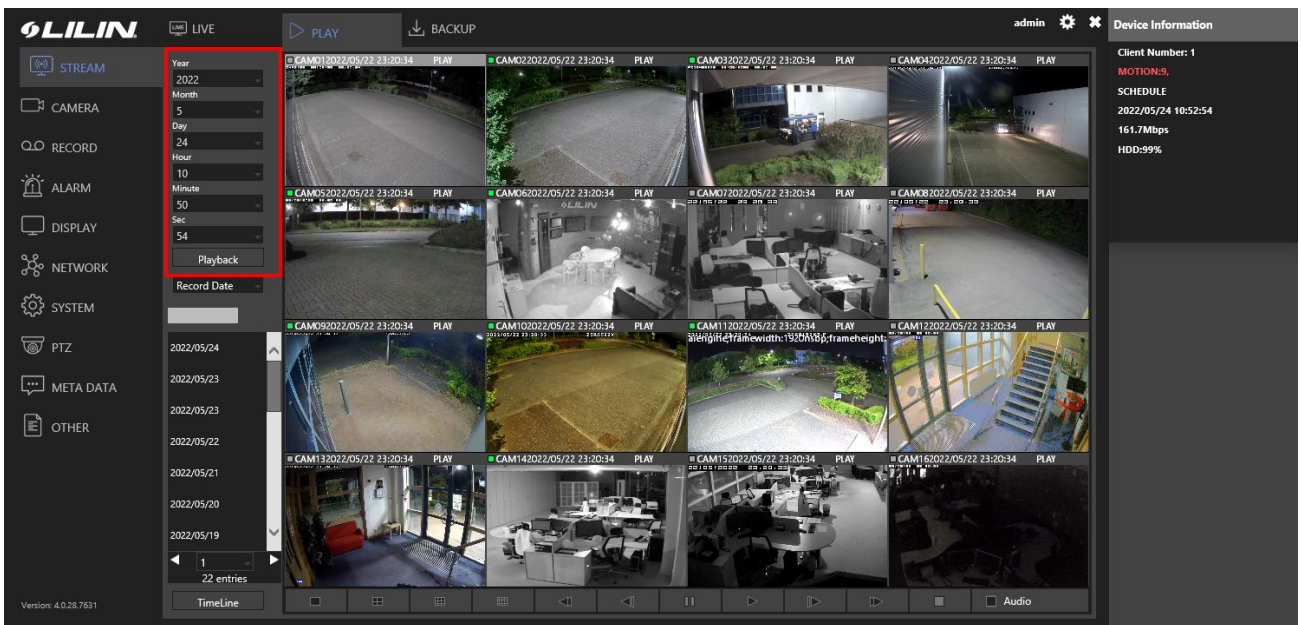 LILIN
LIVE
PLAY
BACKUP
admin
STREAM
CAMERA
RECORD
ALARM
DISPLAY
NETWORK
SYSTEM
PTZ
META DATA
OTHER
Version: 4.0.28.7631
Year
2022
Month
5
Day
24
Hour
10
Minute
50
Sec
54
Playback
Record Date
2022/05/24
2022/05/23
2022/05/23
2022/05/22
2022/05/21
2022/05/20
2022/05/19
1
22 entries
TimeLine
CAM012022/05/22 23:20:34 PLAY
CAM022022/05/22 23:20:34 PLAY
CAM032022/05/22 23:20:34 PLAY
CAM042022/05/22 23:20:34 PLAY
CAM052022/05/22 23:20:34 PLAY
CAM062022/05/22 23:20:34 PLAY
LILIN
CAM072022/05/22 23:20:34 PLAY
CAM082022/05/22 23:20:34 PLAY
CAM092022/05/22 23:20:34 PLAY
CAM102022/05/22 23:20:34 PLAY
CAM112022/05/22 23:20:34 PLAY
CAM122022/05/22 23:20:34 PLAY
CAM132022/05/22 23:20:34 PLAY
CAM142022/05/22 23:20:34 PLAY
CAM152022/05/22 23:20:34 PLAY
CAM162022/05/22 23:20:34 PLAY
Audio
Device Information
Client Number: 1
MOTION:9,
SCHEDULE
2022/05/24 10:52:54
161.7Mbps
HDD:99%